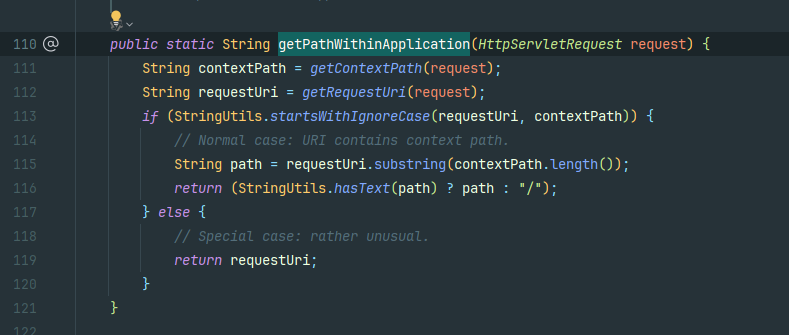 110 @ public static String getPathWithinApplication(HttpServletRequest request) {
111 String contextPath = getContextPath(request);
112 String requestUri = getRequestUri(request);
113 if (StringUtils.startsWithIgnoreCase(requestUri, contextPath)) {
114 // Normal case: URI contains context path.
115 String path = requestUri.substring(contextPath.length());
116 return (StringUtils.hasText(path) ? path : "/");
117 } else {
118 // Special case: rather unusual.
119 return requestUri;
120 }
121 }
122